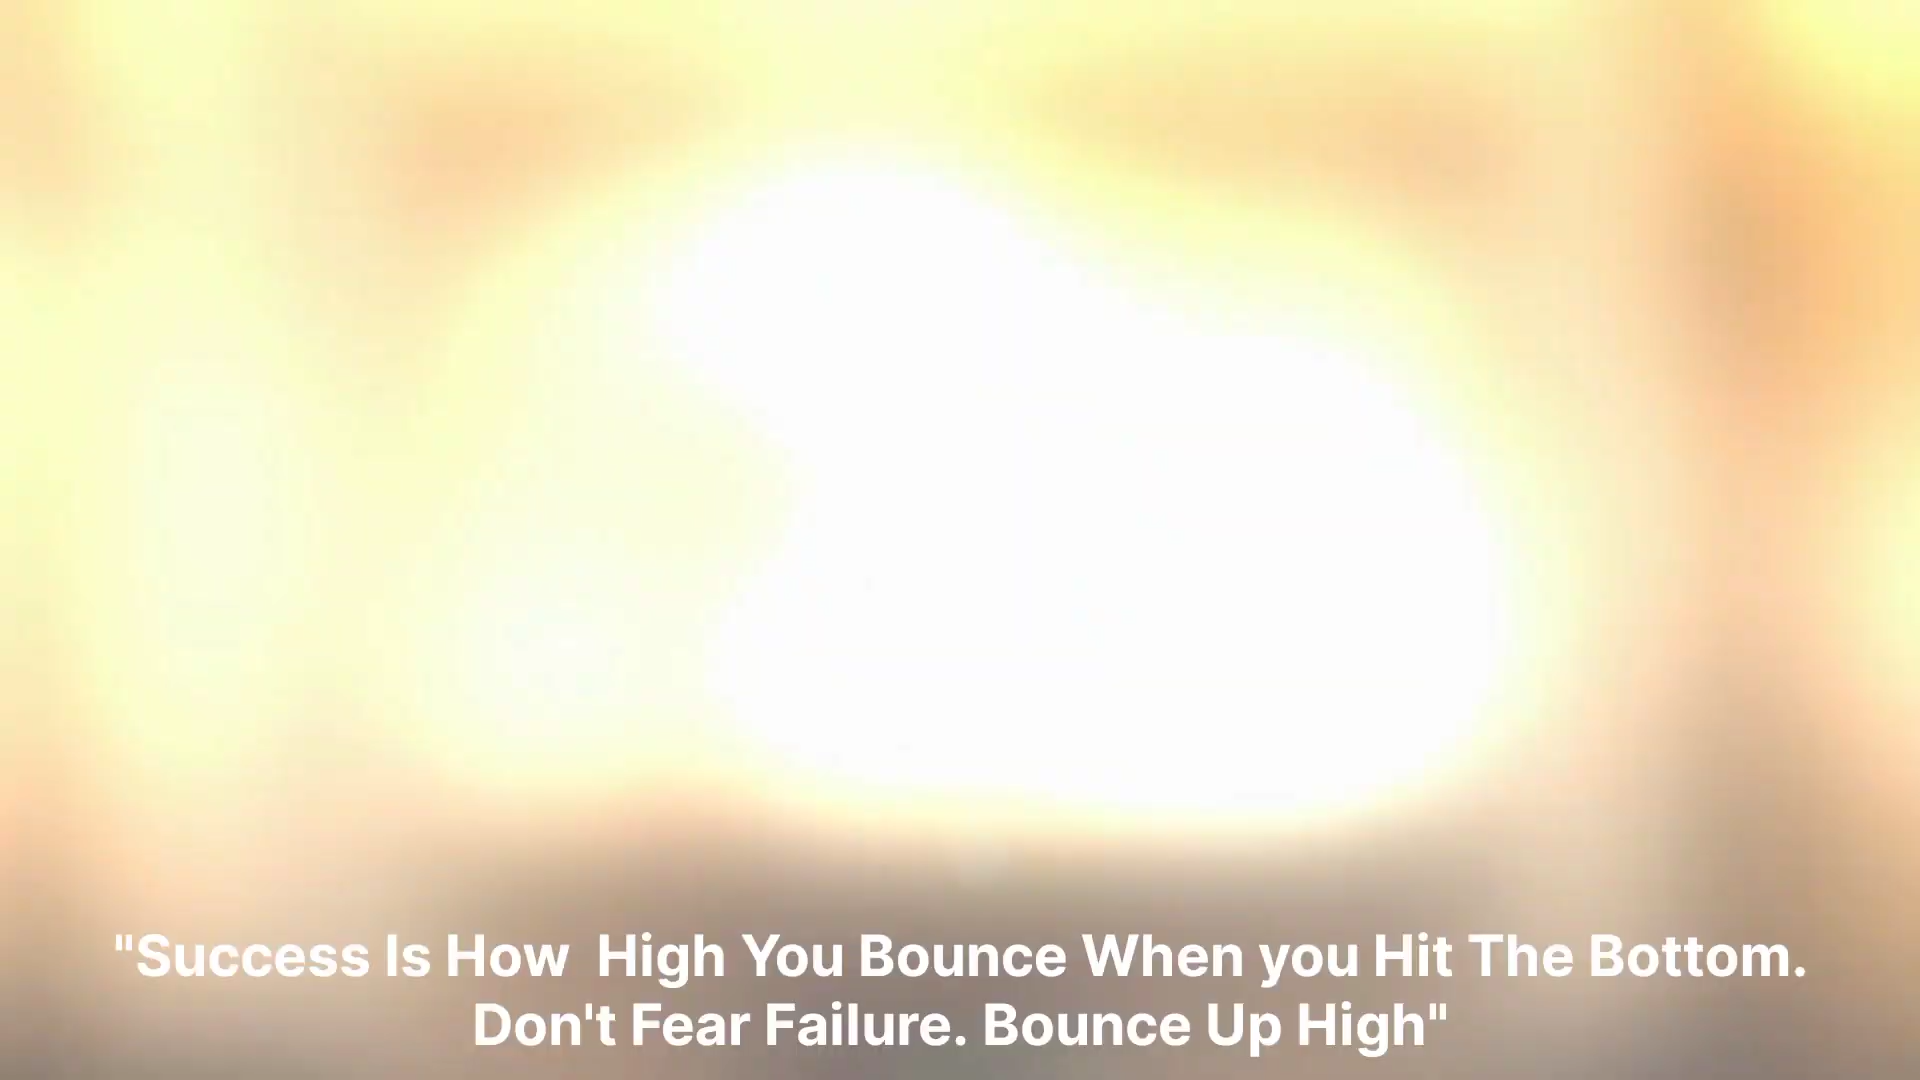 "Success Is How  High You Bounce When you Hit The Bottom.
Don't Fear Failure. Bounce Up High"